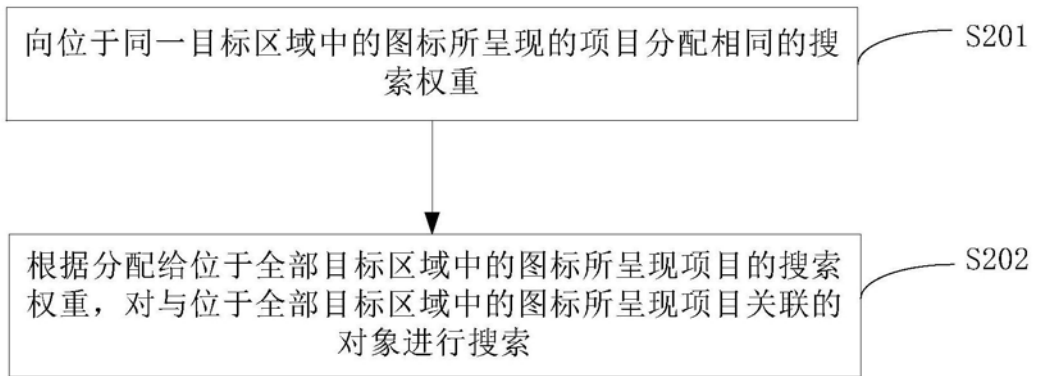 向位于同一目标区域中的图标所呈现的项目分配相同的搜
索权重
S201
根据分配给位于全部目标区域中的图标所呈现项目的搜索
权重，对与位于全部目标区域中的图标所呈现项目关联的
对象进行搜索
S202